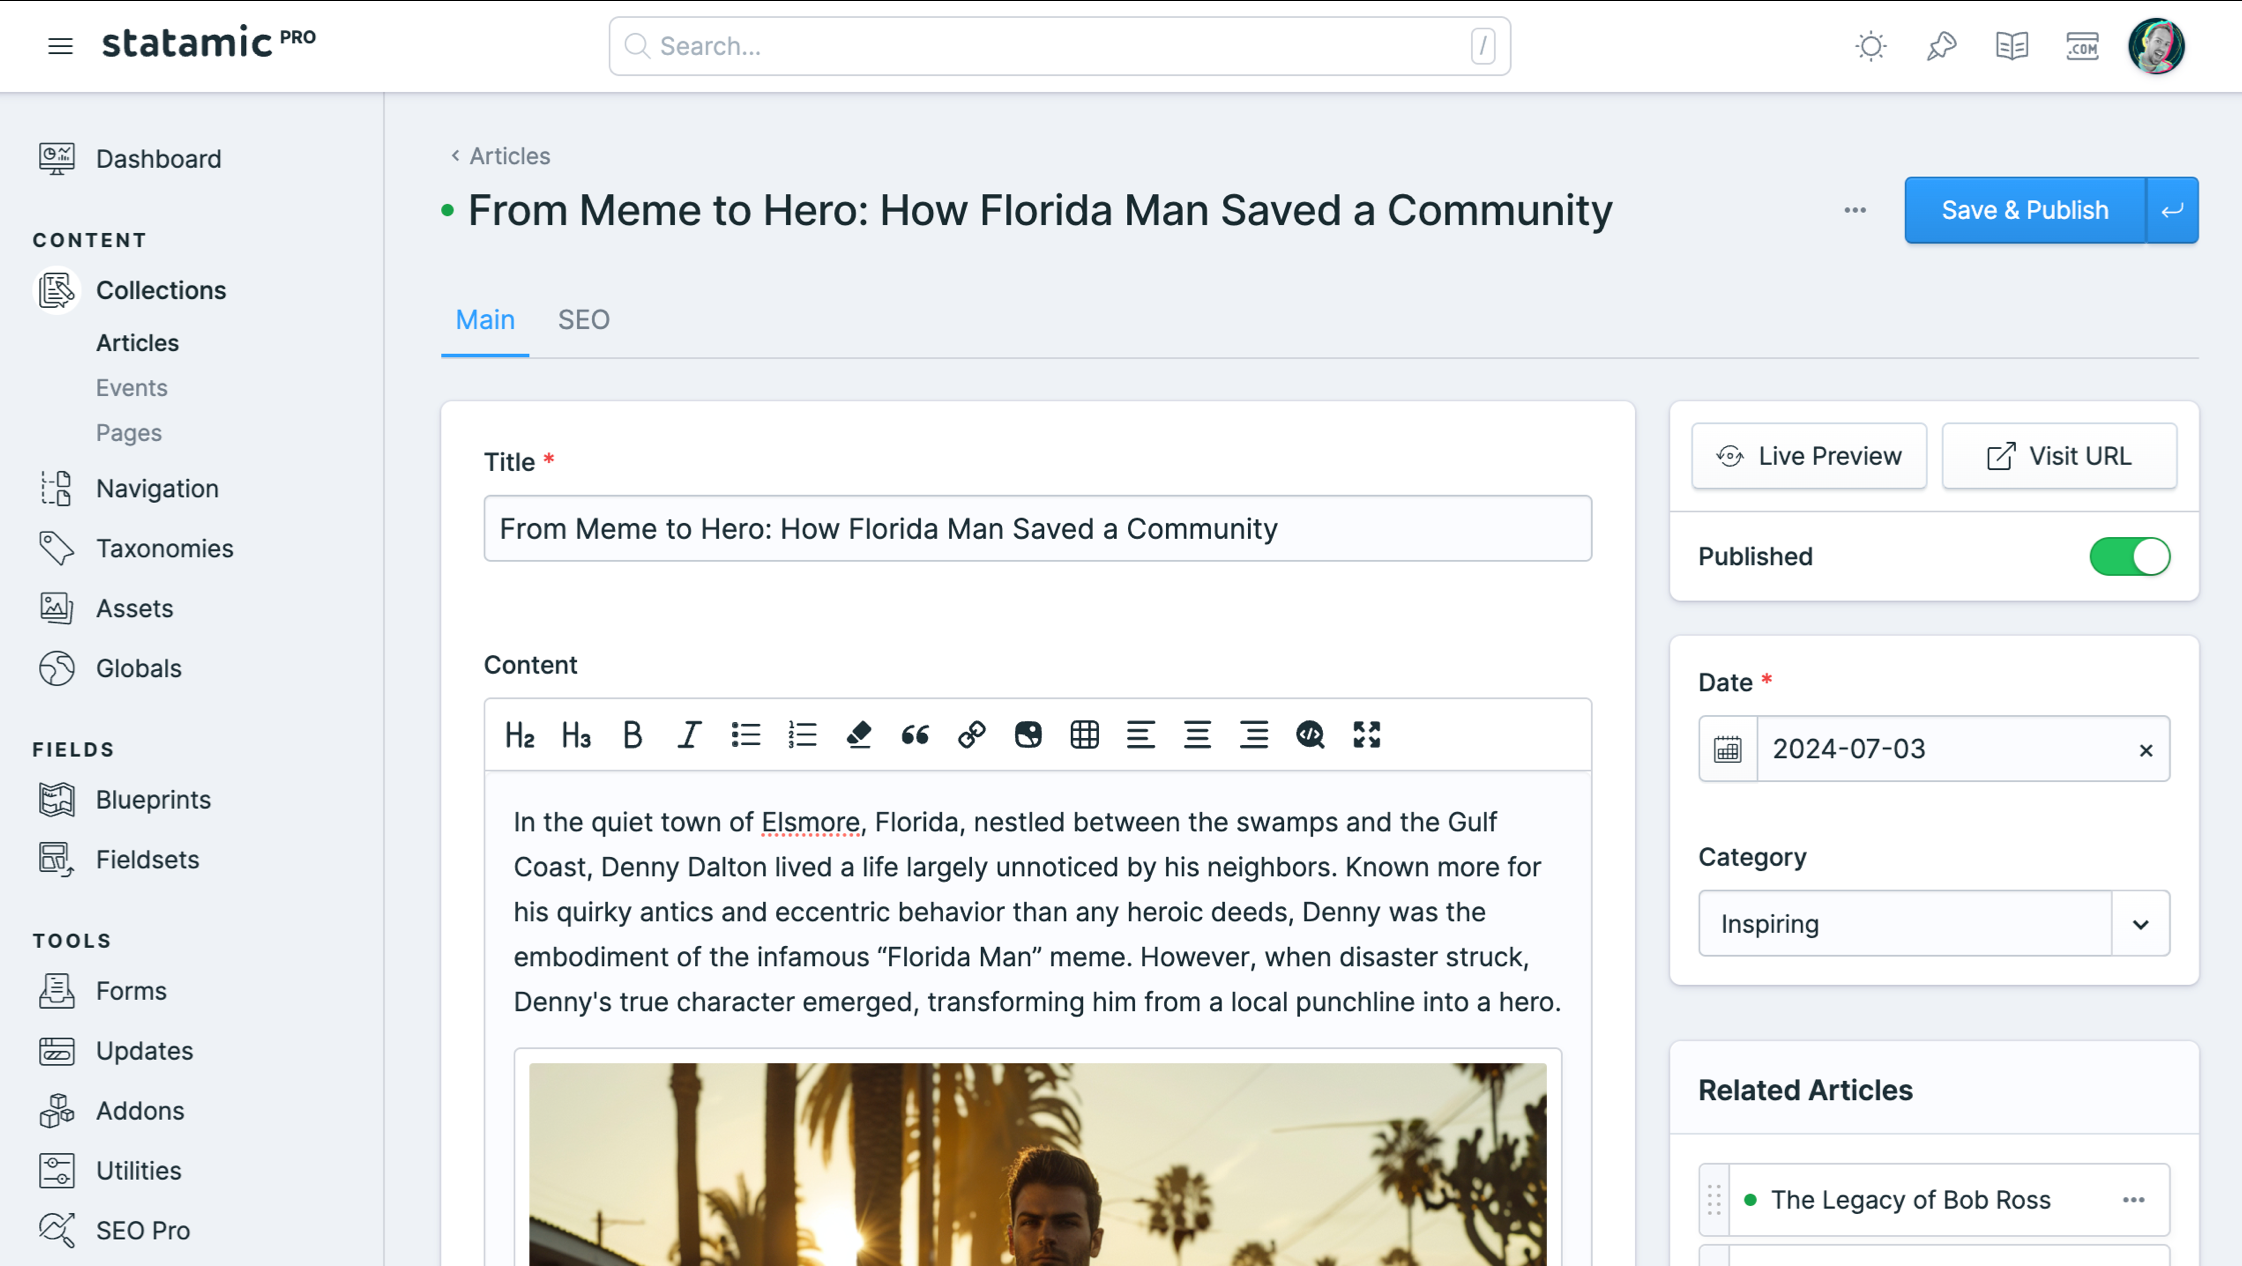 statamic PRO
Search...
/
.COM
Dashboard
CONTENT
Collections
Articles
Events
Pages
Navigation
Taxonomies
Assets
Globals
FIELDS
Blueprints
Fieldsets
TOOLS
Forms
Updates
Addons
Utilities
SEO Pro
Articles
From Meme to Hero: How Florida Man Saved a Community
Save & Publish
Main
SEO
Title *
From Meme to Hero: How Florida Man Saved a Community
Content
H2 H3 B I
In the quiet town of Elsmore, Florida, nestled between the swamps and the Gulf
Coast, Denny Dalton lived a life largely unnoticed by his neighbors. Known more for
his quirky antics and eccentric behavior than any heroic deeds, Denny was the
embodiment of the infamous “Florida Man” meme. However, when disaster struck,
Denny's true character emerged, transforming him from a local punchline into a hero.
Live Preview
Visit URL
Published
Date *
2024-07-03
Category
Inspiring
Related Articles
The Legacy of Bob Ross